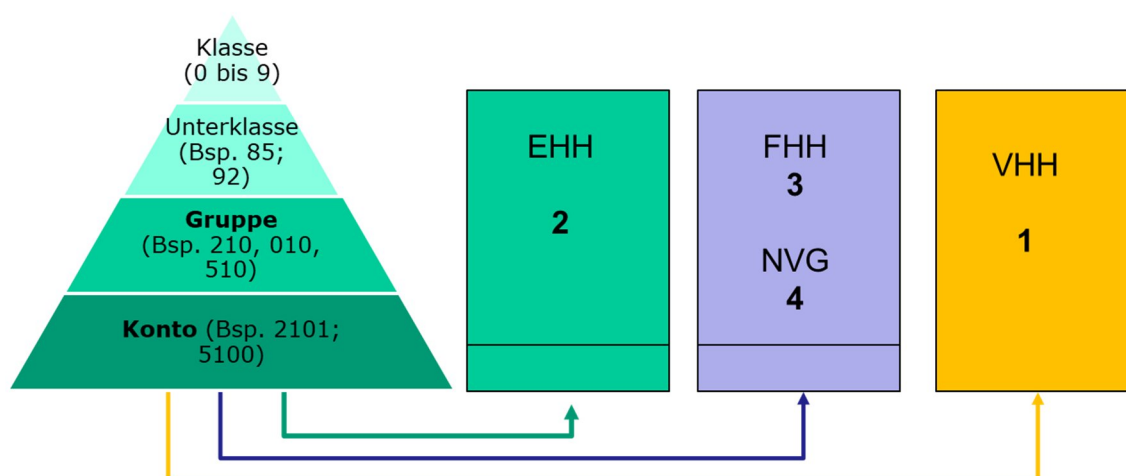 Klasse
(0 bis 9)
Unterklasse
(Bsp. 85;
92)
Gruppe
(Bsp. 210, 010,
510)
Konto (Bsp. 2101;
5100)
EHH
2
FHH
3
NVG
4
VHH
1